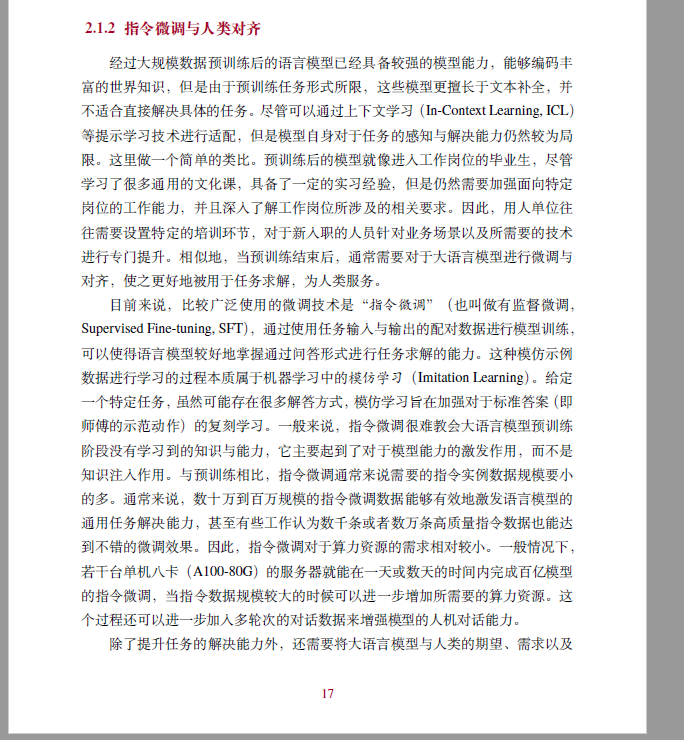 2.1.2 指令微调与人类对齐
经过大规模数据预训练后的语言模型已经具备较强的模型能力，能够编码丰
富的世界知识，但是由于预训练任务形式所限，这些模型更擅长于文本补全，并
不适合直接解决具体的任务。尽管可以通过上下文学习（In-Context Learning, ICL）
等提示学习技术进行适配，但是模型自身对于任务的感知与解决能力仍然较为局
限。这里做一个简单的类比。预训练后的模型就像进入工作岗位的毕业生，尽管
学习了很多通用的文化课，具备了一定的实习经验，但是仍然需要加强面向特定
岗位的工作能力，并且深入了解工作岗位所涉及的相关要求。因此，用人单位往
往需要设置特定的培训环节，对于新入职的人员针对业务场景以及所需要的技术
进行专门提升。相似地，当预训练结束后，通常需要对于大语言模型进行微调与
对齐，使之更好地被用于任务求解，为人类服务。
目前来说，比较广泛使用的微调技术是“指令微调”（也叫做有监督微调，
Supervised Fine-tuning, SFT），通过使用任务输入与输出的配对数据进行模型训练，
可以使得语言模型较好地掌握通过问答形式进行任务求解的能力。这种模仿示例
数据进行学习的过程本质属于机器学习中的模仿学习（Imitation Learning）。给定
一个特定任务，虽然可能存在很多解答方式，模仿学习旨在加强对于标准答案（即
师傅的示范动作）的复刻学习。一般来说，指令微调很难教会大语言模型预训练
阶段没有学习到的知识与能力，它主要起到了对于模型能力的激发作用，而不是
知识注入作用。与预训练相比，指令微调通常来说需要的指令实例数据规模要小
的多。通常来说，数十万到百万规模的指令微调数据能够有效地激发语言模型的
通用任务解决能力，甚至有些工作认为数千条或者数万条高质量指令数据也能达
到不错的微调效果。因此，指令微调对于算力资源的需求相对较小。一般情况下，
若干台单机八卡（A100-80G）的服务器就能在一天或数天的时间内完成百亿模型
的指令微调，当指令数据规模较大的时候可以进一步增加所需要的算力资源。这
个过程还可以进一步加入多轮次的对话数据来增强模型的人机对话能力。
除了提升任务的解决能力外，还需要将大语言模型与人类的期望、需求以及
17